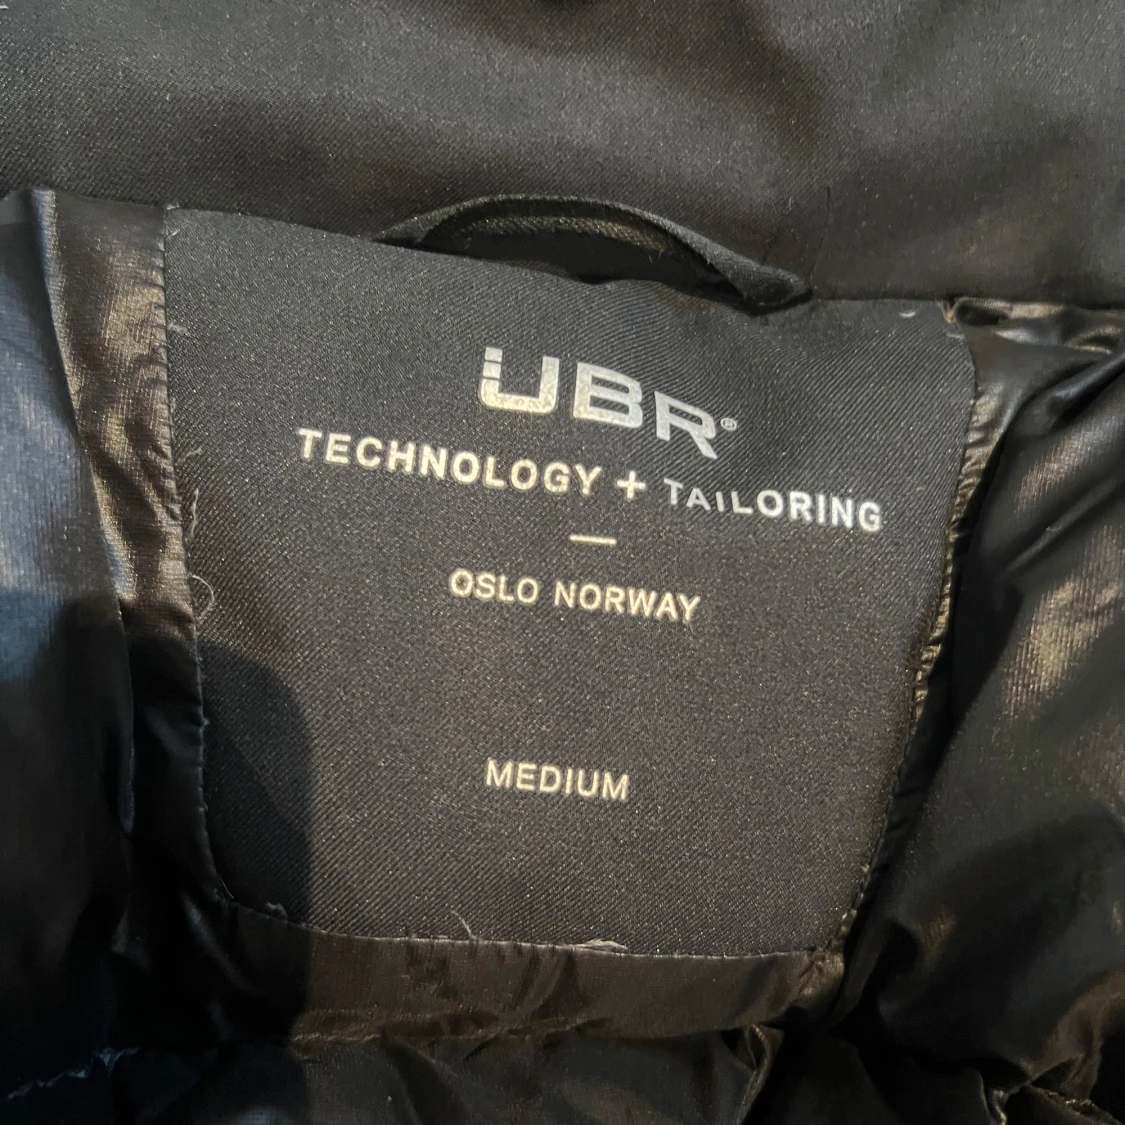 UBR®
TECHNOLOGY + TAILORING
—
OSLO NORWAY
MEDIUM